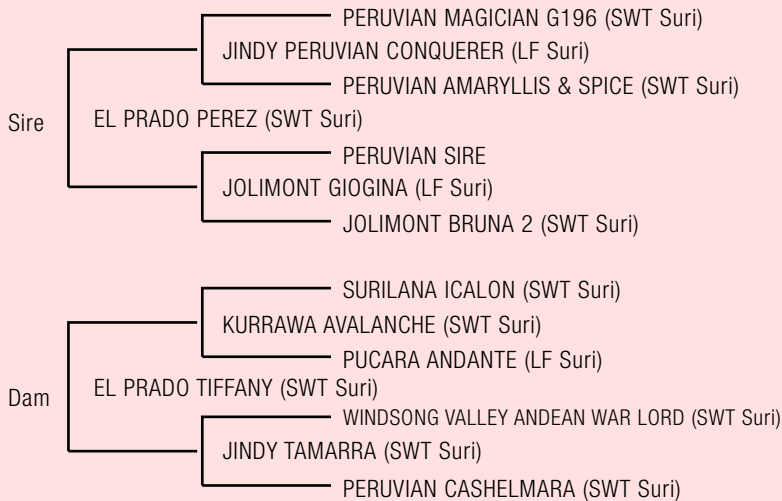 PERUVIAN MAGICIAN G196 (SWT Suri)
JINDY PERUVIAN CONQUERER (LF Suri)
PERUVIAN AMARYLLIS & SPICE (SWT Suri)
Sire
EL PRADO PEREZ (SWT Suri)
PERUVIAN SIRE
JOLIMONT GIOGINA (LF Suri)
JOLIMONT BRUNA 2 (SWT Suri)
SURILANA ICALON (SWT Suri)
KURRAWA AVALANCHE (SWT Suri)
PUCARA ANDANTE (LF Suri)
Dam
EL PRADO TIFFANY (SWT Suri)
WINDSONG VALLEY ANDEAN WAR LORD (SWT Suri)
JINDY TAMARRA (SWT Suri)
PERUVIAN CASHELMARA (SWT Suri)